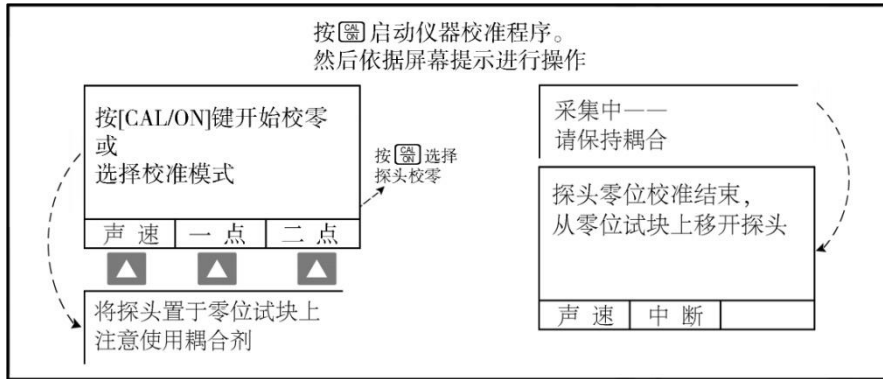 按[CAL ON]启动仪器校准程序。
然后依据屏幕提示进行操作
按[CAL/ON]键开始校零
或
选择校准模式
声 速 一 点 二 点
按[CAL ON]选择
探头校零
将探头置于零位试块上
注意使用耦合剂
采集中——
请保持耦合
探头零位校准结束，
从零位试块上移开探头
声 速 中 断